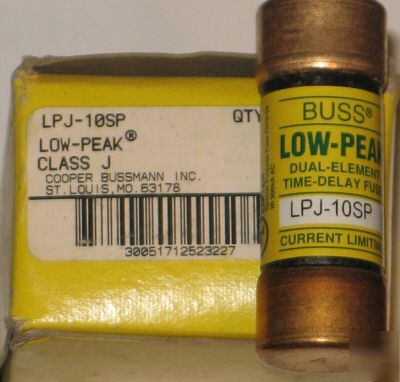 LPJ-10SP QTY
LOW-PEAK®
CLASS J
COOPER BUSSMANN INC.
ST. LOUIS, MO. 63178
30051712523227
BUSS®
LOW-PEAK
DUAL-ELEMENT
TIME-DELAY FUSE
LPJ-10SP
CURRENT LIMITING